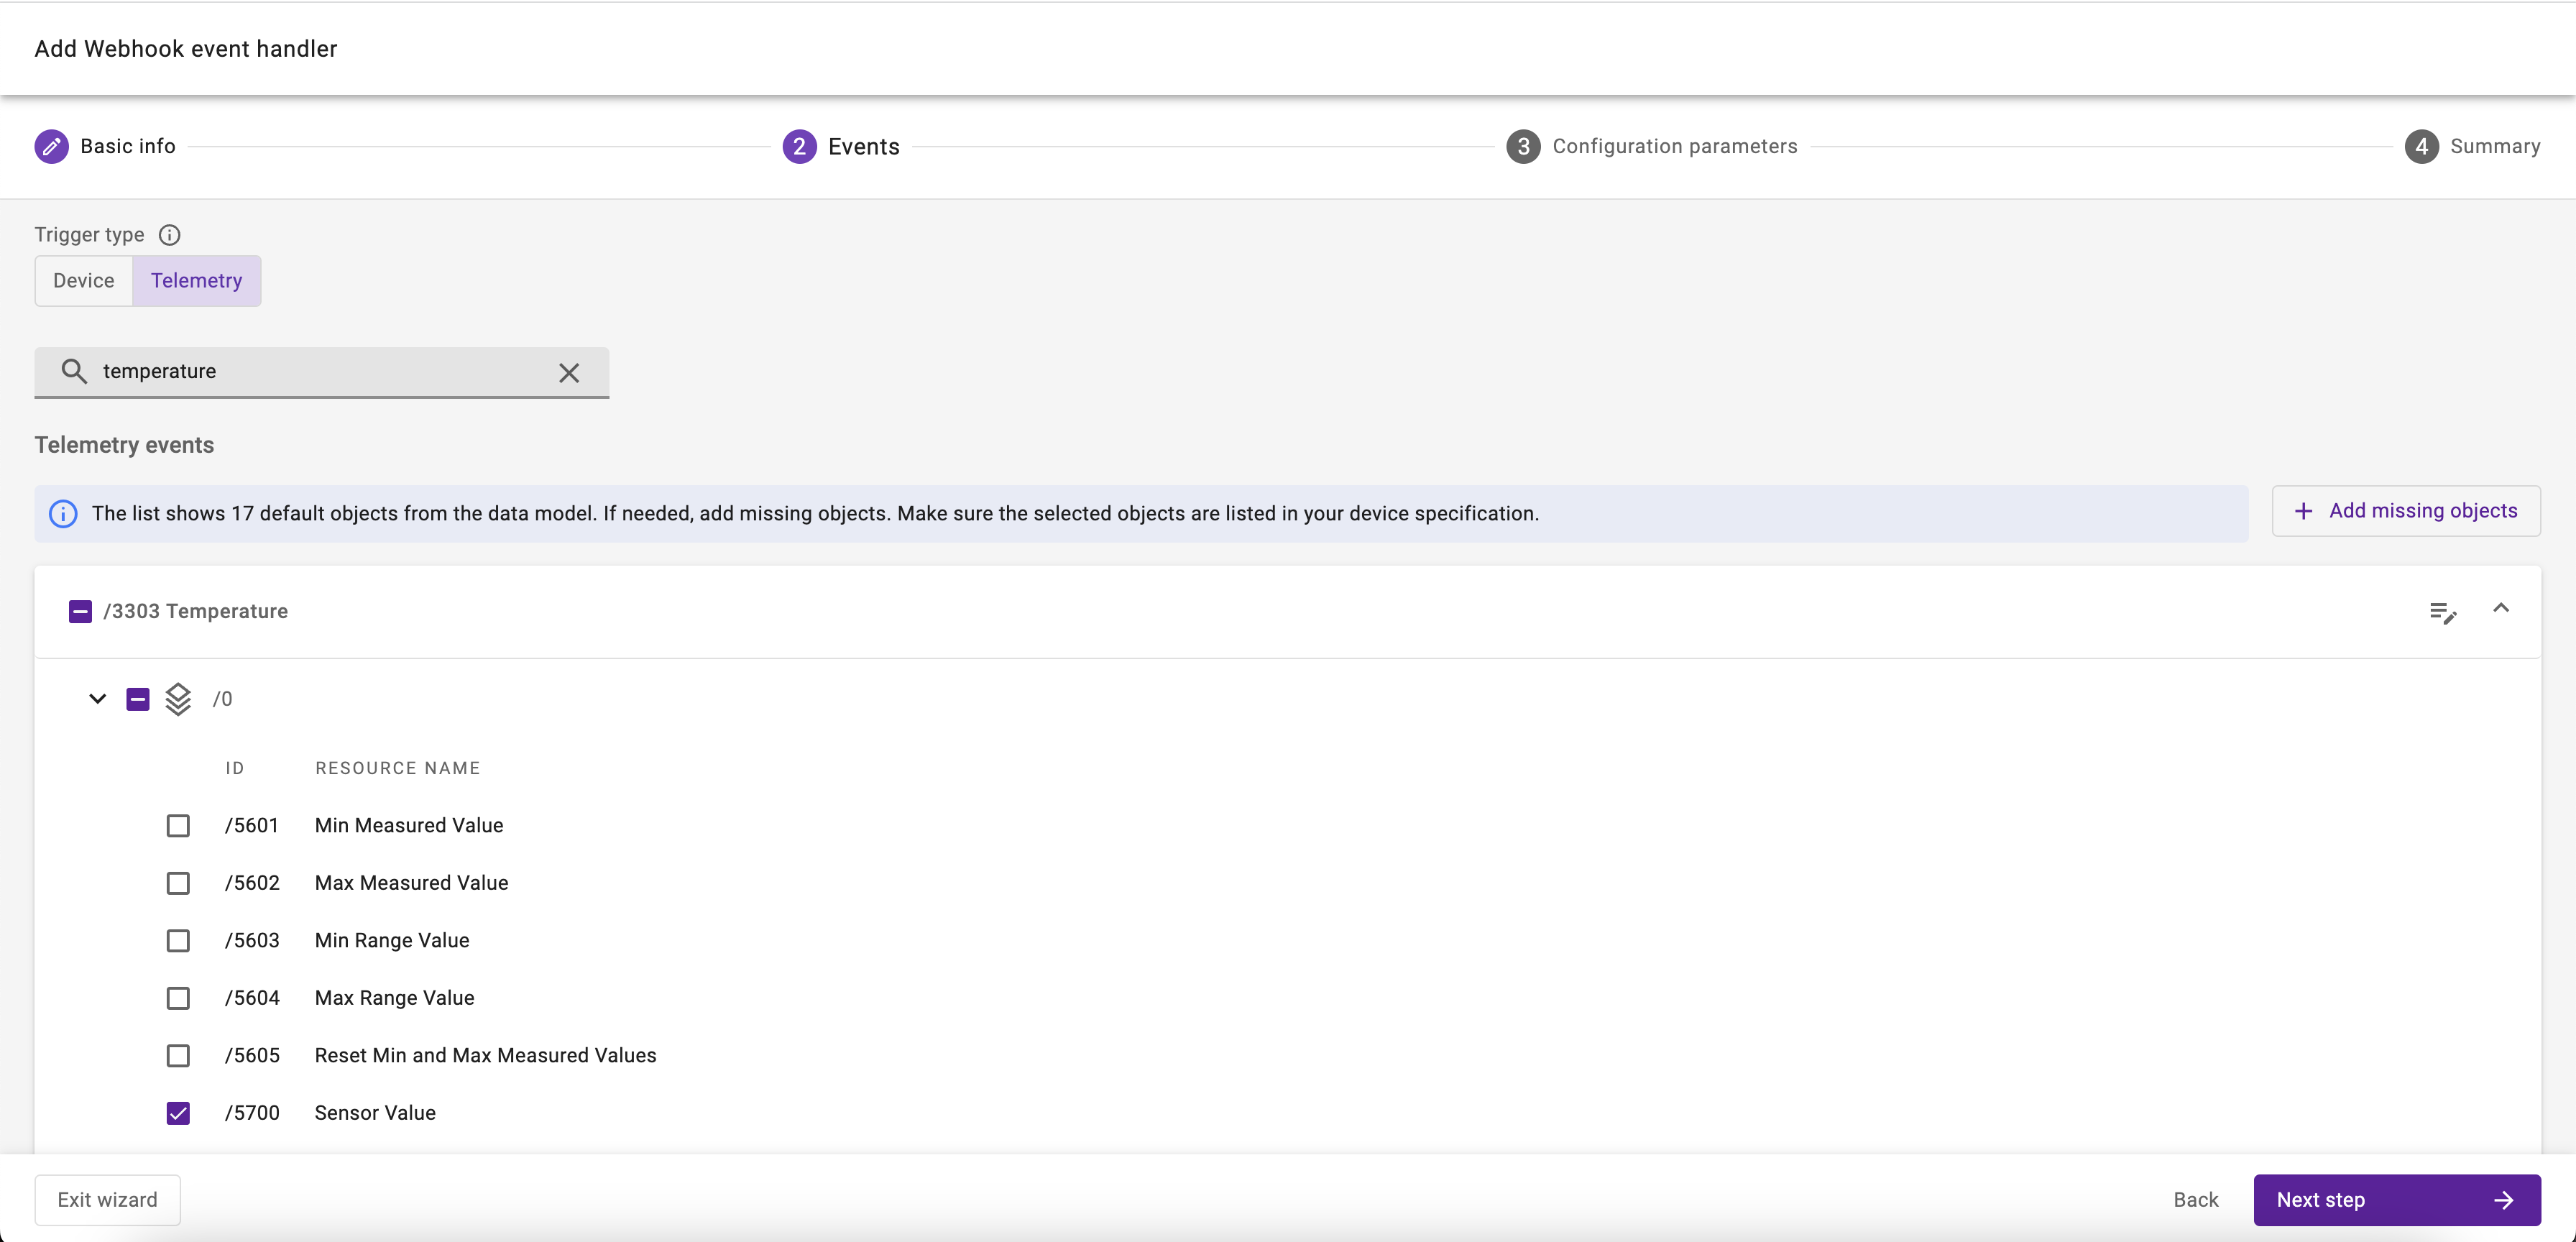 Add Webhook event handler
Basic info
2 Events
3 Configuration parameters
4 Summary
Trigger type
Device Telemetry
temperature
Telemetry events
The list shows 17 default objects from the data model. If needed, add missing objects. Make sure the selected objects are listed in your device specification.
+ Add missing objects
/3303 Temperature
/0
ID RESOURCE NAME
/5601 Min Measured Value
/5602 Max Measured Value
/5603 Min Range Value
/5604 Max Range Value
/5605 Reset Min and Max Measured Values
/5700 Sensor Value
Exit wizard Back Next step